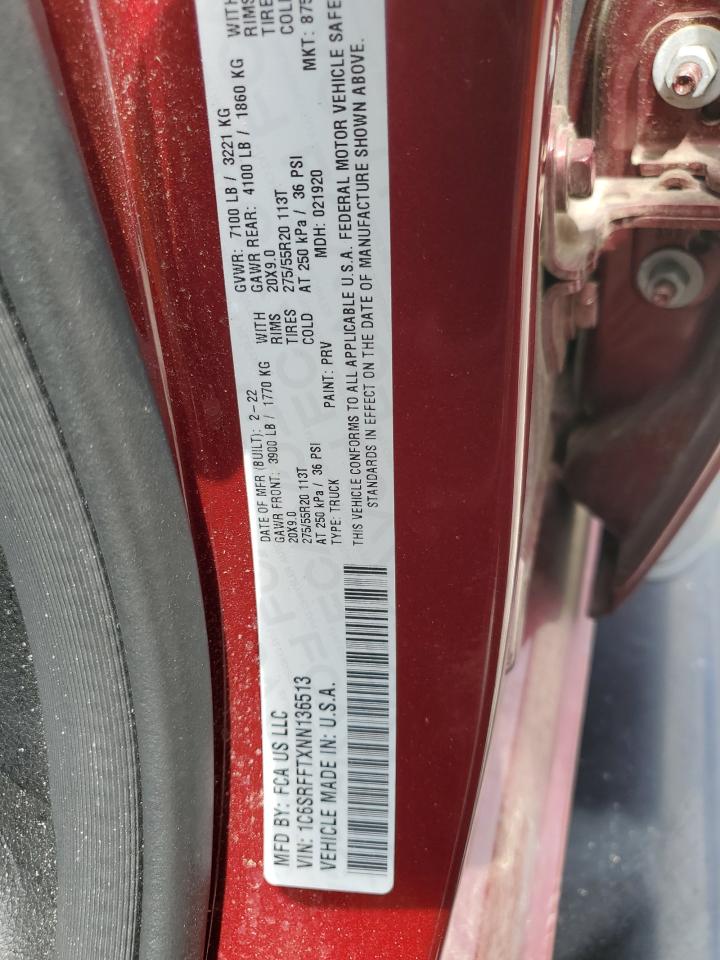 MFD BY: FCA US LLC
DATE OF MFR (BUILT): 2-22
GVWR: 7100 LB / 3221 KG
VIN: 1C6SRFFTXNN136513
GAWR FRONT: 3900 LB / 1770 KG WITH
GAWR REAR: 4100 LB / 1860 KG WITH
VEHICLE MADE IN: U.S.A.
20X9.0 RIMS
20X9.0 RIMS
275/55R20 113T TIRES
275/55R20 113T TIRE
AT 250 kPa / 36 PSI COLD
AT 250 kPa / 36 PSI COLD
TYPE: TRUCK PAINT: PRV MDH: 021920 MKT: 875
THIS VEHICLE CONFORMS TO ALL APPLICABLE U.S.A. FEDERAL MOTOR VEHICLE SAFE
STANDARDS IN EFFECT ON THE DATE OF MANUFACTURE SHOWN ABOVE.